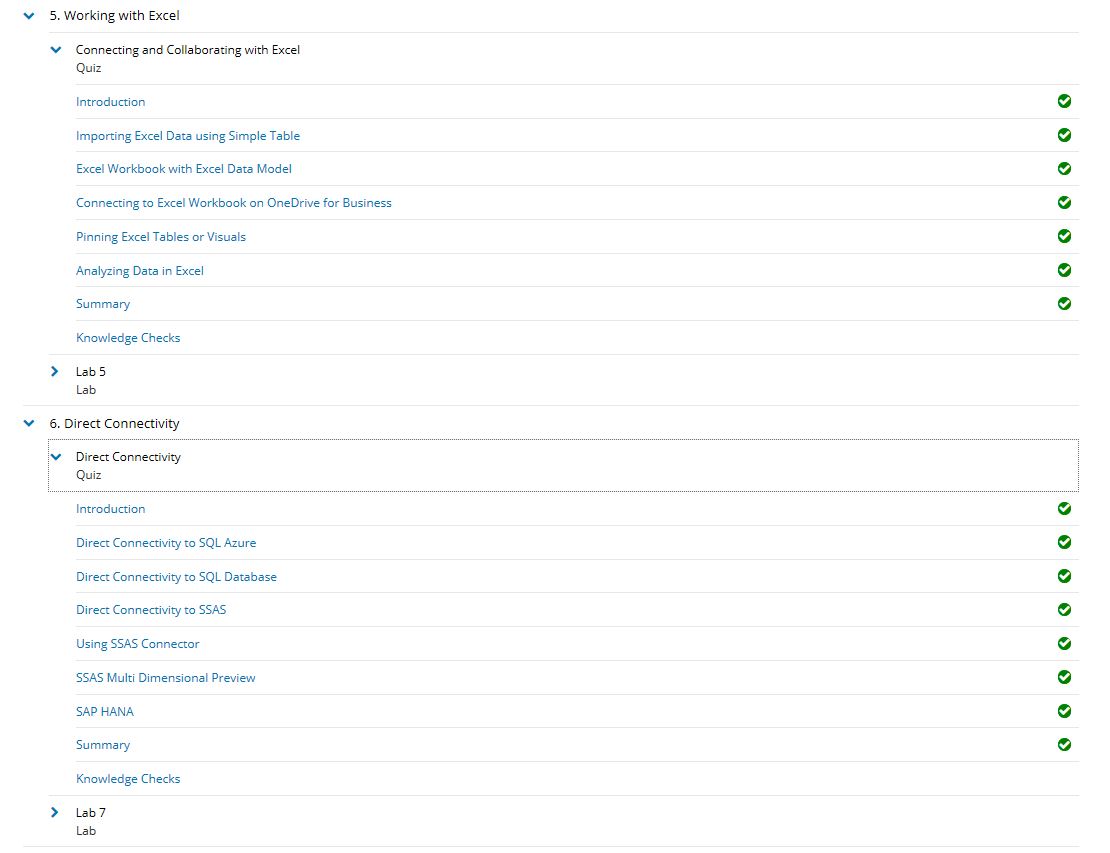 5. Working with Excel
Connecting and Collaborating with Excel
Quiz
Introduction
Importing Excel Data using Simple Table
Excel Workbook with Excel Data Model
Connecting to Excel Workbook on OneDrive for Business
Pinning Excel Tables or Visuals
Analyzing Data in Excel
Summary
Knowledge Checks
Lab 5
Lab
6. Direct Connectivity
Direct Connectivity
Quiz
Introduction
Direct Connectivity to SQL Azure
Direct Connectivity to SQL Database
Direct Connectivity to SSAS
Using SSAS Connector
SSAS Multi Dimensional Preview
SAP HANA
Summary
Knowledge Checks
Lab 7
Lab